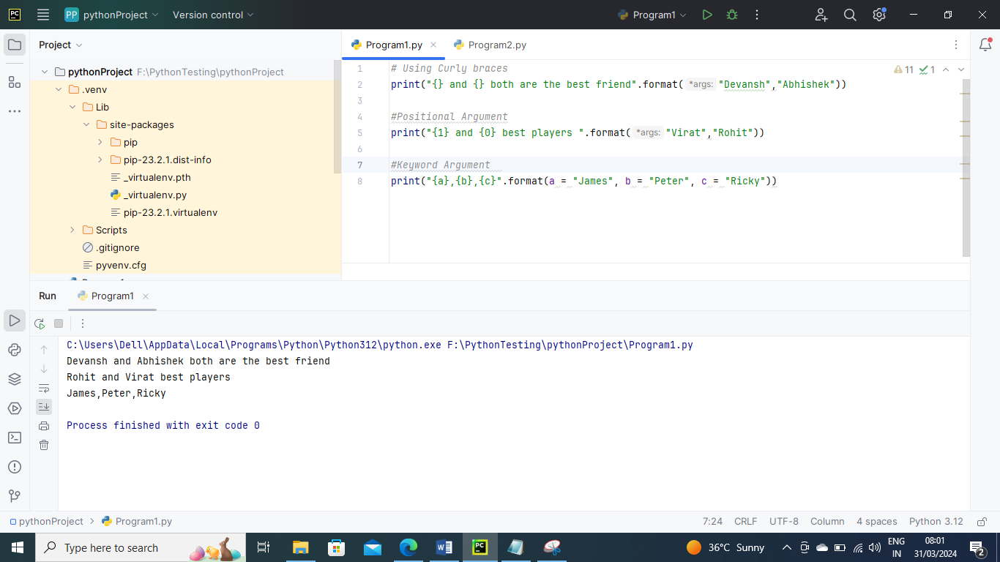 PC
PP pythonProject Version control Program1
Project
pythonProject F:\PythonTesting\pythonProject
.venv
Lib
site-packages
pip
pip-23.2.1.dist-info
_virtualenv.pth
_virtualenv.py
pip-23.2.1.virtualenv
Scripts
.gitignore
pyvenv.cfg
Program1.py Program2.py
11 1
1 # Using Curly braces
2 print("{} and {} both are the best friend".format( *args: "Devansh","Abhishek"))
3
4 #Positional Argument
5 print("{1} and {0} best players ".format( *args: "Virat","Rohit"))
6
7 #Keyword Argument
8 print("{a},{b},{c}".format(a = "James", b = "Peter", c = "Ricky"))
Run Program1
C:\Users\Dell\AppData\Local\Programs\Python\Python312\python.exe F:\PythonTesting\pythonProject\Program1.py
Devansh and Abhishek both are the best friend
Rohit and Virat best players
James,Peter,Ricky
Process finished with exit code 0
pythonProject Program1.py 7:24 CRLF UTF-8 Column 4 spaces Python 3.12
Type here to search PC 36°C Sunny ENG IN 08:01 31/03/2024 2